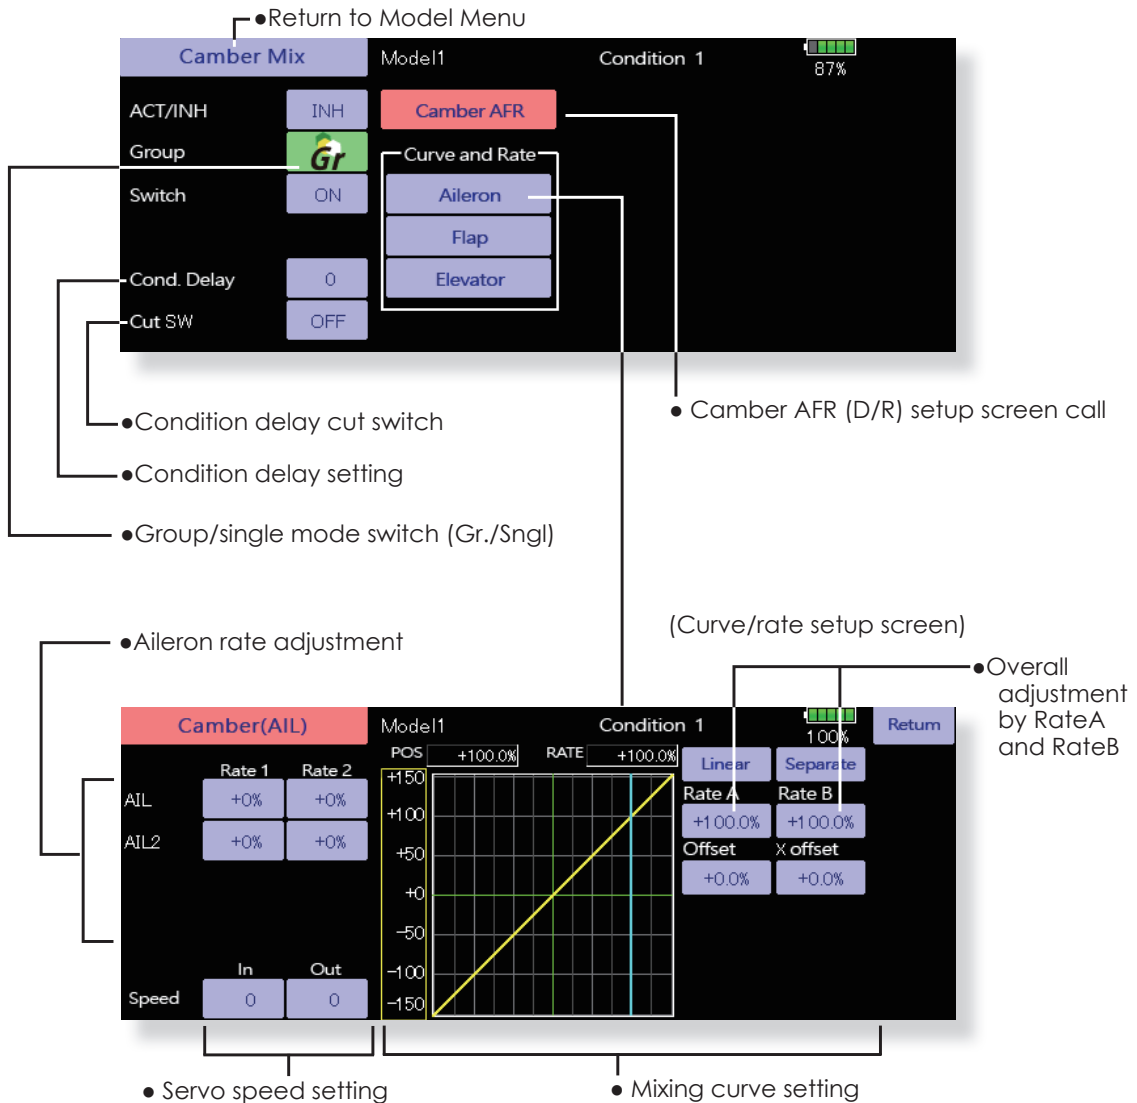 ●Return to Model Menu
Camber Mix
Model1
Condition 1
87%
ACT/INH
INH
Camber AFR
Group
Gr
Curve and Rate
Switch
ON
Aileron
Flap
Cond. Delay
0
Elevator
Cut SW
OFF
●Condition delay cut switch
● Camber AFR (D/R) setup screen call
●Condition delay setting
●Group/single mode switch (Gr./Sngl)
●Aileron rate adjustment
(Curve/rate setup screen)
●Overall
adjustment
by RateA
and RateB
Camber(AIL)
Model1
Condition 1
100%
Return
POS
+100.0%
RATE
+100.0%
Linear
Separate
Rate 1
Rate 2
AIL
+0%
+0%
AIL2
+0%
+0%
Rate A
Rate B
+100.0%
+100.0%
Offset
X offset
+0.0%
+0.0%
+150
+100
+50
+0
-50
-100
-150
In
Out
Speed
0
0
● Servo speed setting
● Mixing curve setting